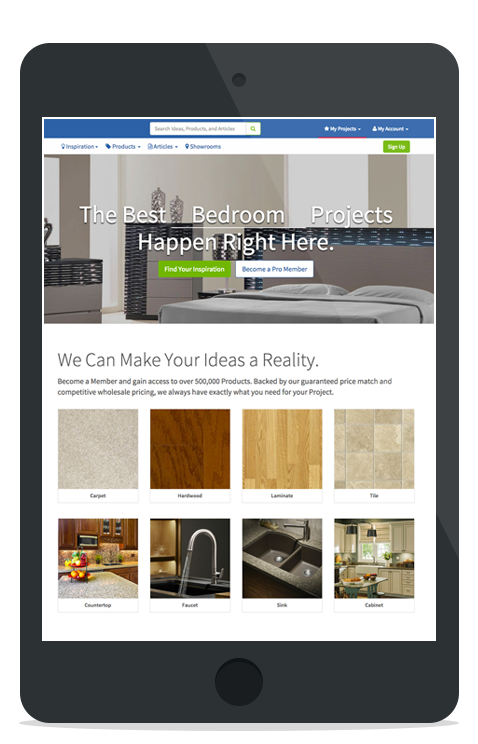 Search Ideas, Products, and Articles
My Projects
My Account
Inspiration
Products
Articles
Showrooms
Sign Up
The Best Bedroom Projects
Happen Right Here.
Find Your Inspiration
Become a Pro Member
We Can Make Your Ideas a Reality.
Become a Member and gain access to over 500,000 Products. Backed by our guaranteed price match and
competitive wholesale pricing, we always have exactly what you need for your Project.
Carpet
Hardwood
Laminate
Tile
Countertop
Faucet
Sink
Cabinet